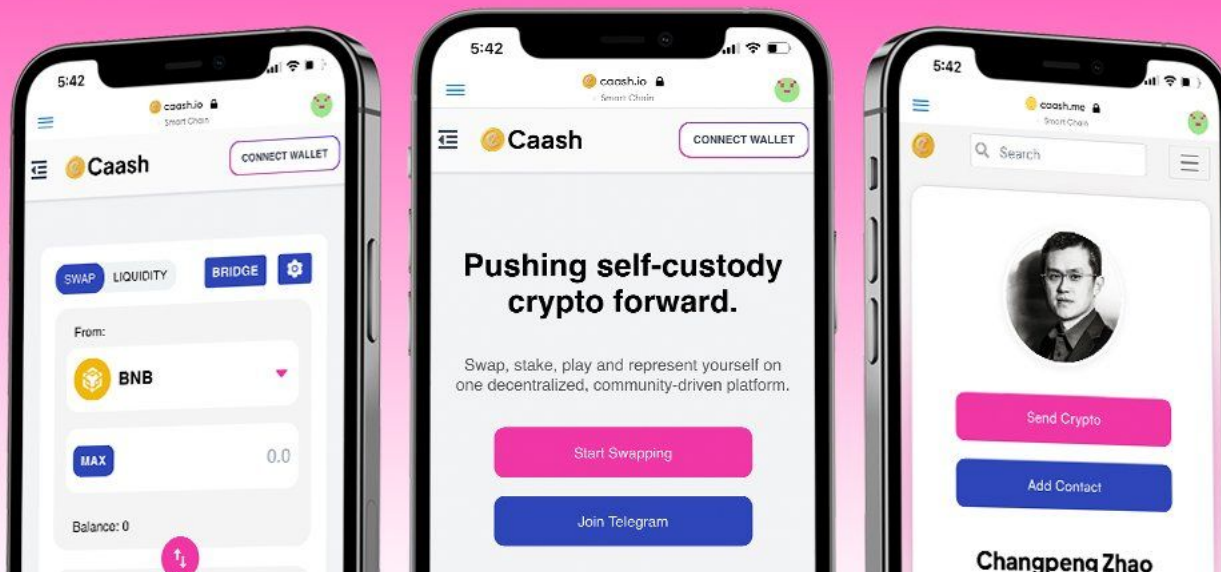 5:42
caash.io
Smart Chain
Caash
CONNECT WALLET
SWAP
LIQUIDITY
BRIDGE
From:
BNB
MAX
0.0
Balance: 0
5:42
caash.io
Smart Chain
Caash
CONNECT WALLET
Pushing self-custody
crypto forward.
Swap, stake, play and represent yourself on
one decentralized, community-driven platform.
Start Swapping
Join Telegram
5:42
caash.me
Smart Chain
Search
Send Crypto
Add Contact
Changpeng Zhao